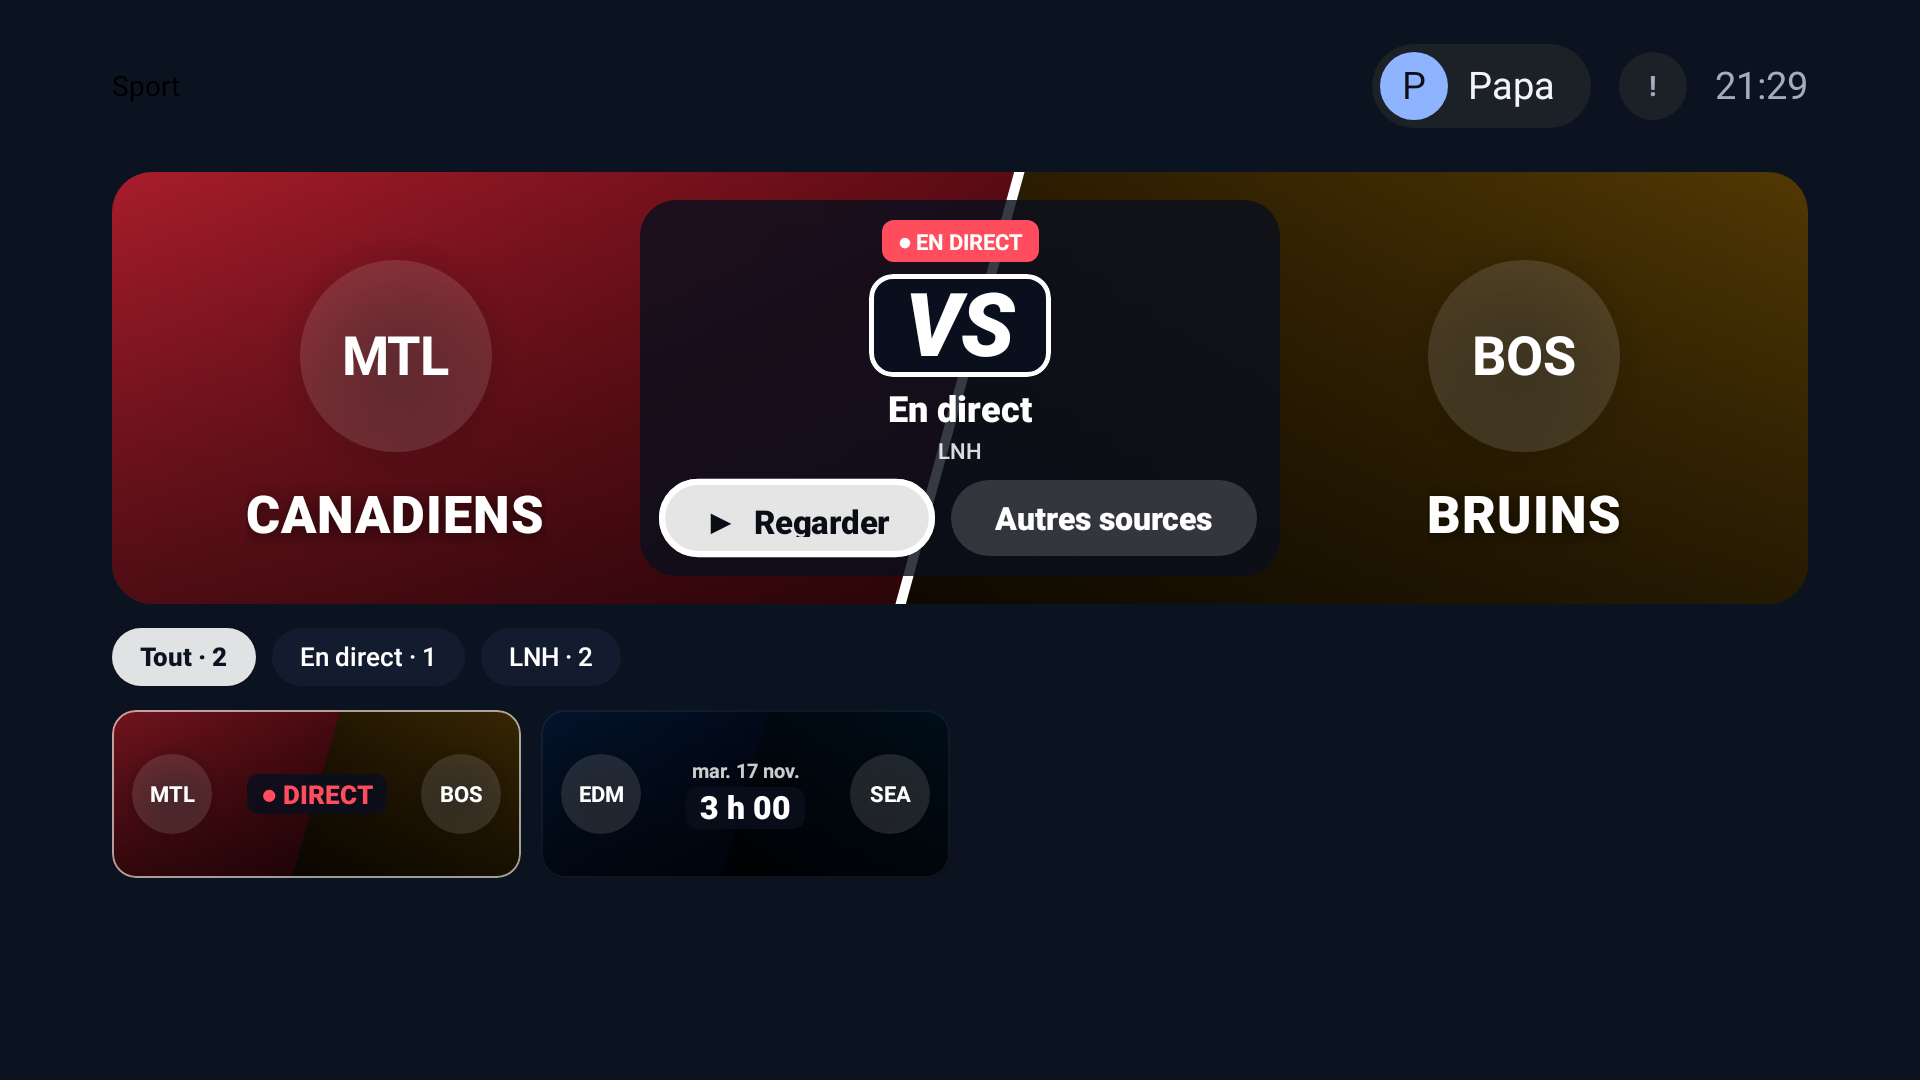 Sport
P Papa ! 21:29
EN DIRECT
MTL VS BOS
En direct
LNH
CANADIENS BRUINS
▶ Regarder Autres sources
Tout · 2 En direct · 1 LNH · 2
MTL ● DIRECT BOS
mar. 17 nov.
EDM 3 h 00 SEA